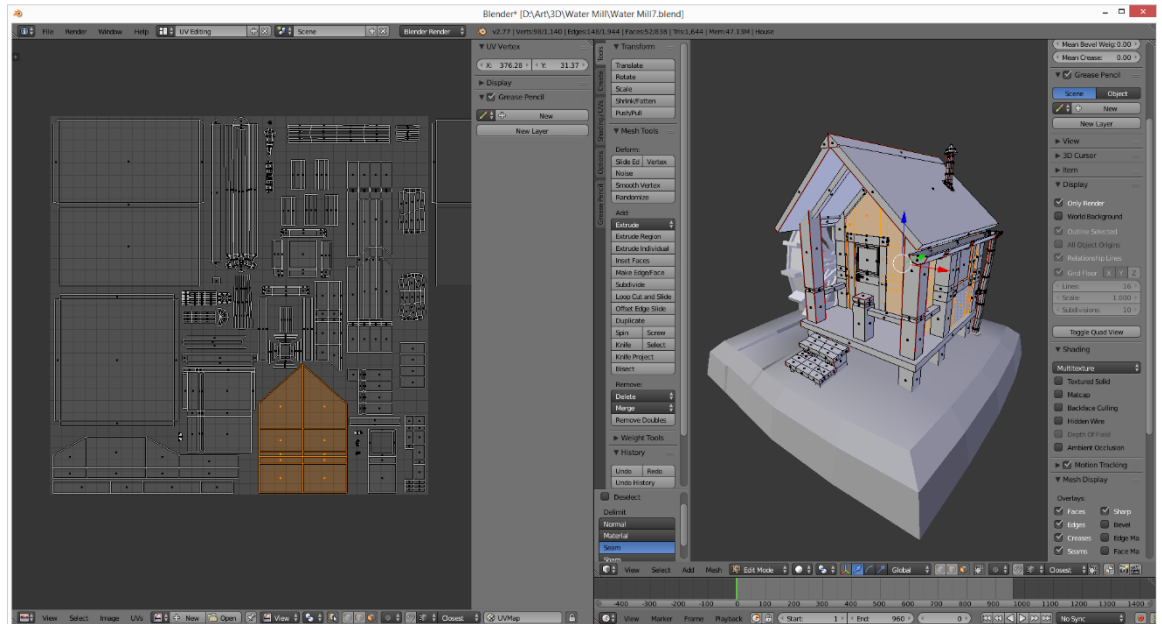 Blender* [D:\Art\3D\Water Mill\Water Mill7.blend]
File Render Window Help UV Editing Scene Blender Render v2.77 | Verts:98/1,140 | Edges:148/1,944 | Faces:52/838 | Tris:1,644 | Mem:47.13M | House
UV Vertex
X: 376.28 Y: 31.37
Display
Grease Pencil
New
New Layer
Tools
Create
Shading / UVs
Options
Grease Pencil
Transform
Translate
Rotate
Scale
Shrink/Fatten
Push/Pull
Mesh Tools
Deform:
Slide Ed Vertex
Noise
Smooth Vertex
Randomize
Add:
Extrude
Extrude Region
Extrude Individual
Inset Faces
Make Edge/Face
Subdivide
Loop Cut and Slide
Offset Edge Slide
Duplicate
Spin Screw
Knife Select
Knife Project
Bisect
Remove:
Delete
Merge
Remove Doubles
Weight Tools
History
Undo Redo
Undo History
Deselect
Delimit
Normal
Material
Seam
Sharp
Mean Bevel Weig: 0.00
Mean Crease: 0.00
Grease Pencil
Scene Object
New
New Layer
View
3D Cursor
Item
Display
Only Render
World Background
Outline Selected
All Object Origins
Relationship Lines
Grid Floor X Y Z
Lines: 16
Scale: 1.000
Subdivisions: 10
Toggle Quad View
Shading
Multitexture
Textured Solid
Matcap
Backface Culling
Hidden Wire
Depth Of Field
Ambient Occlusion
Motion Tracking
Mesh Display
Overlays:
Faces Sharp
Edges Bevel
Creases Edge Ma
Seams Face Ma
View Select Add Mesh Edit Mode Global Closest
-400 -300 -200 -100 0 100 200 300 400 500 600 700 800 900 1000 1100 1200 1300 1400
View Select Image UVs New Open View Closest UVMap
View Marker Frame Playback Start: 1 End: 960 0 No Sync